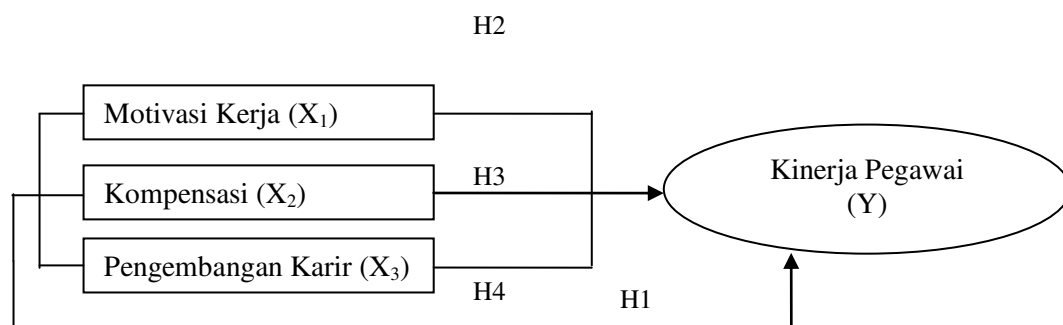 H2
Motivasi Kerja (X₁)
Kompensasi (X₂)
H3
Kinerja Pegawai
(Y)
Pengembangan Karir (X₃)
H4
H1